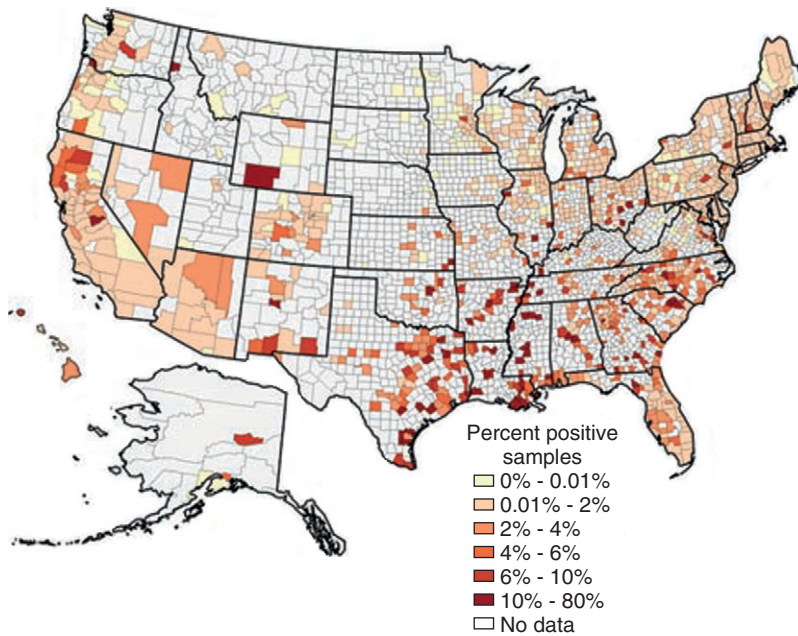 Percent positive
samples
0% - 0.01%
0.01% - 2%
2% - 4%
4% - 6%
6% - 10%
10% - 80%
No data